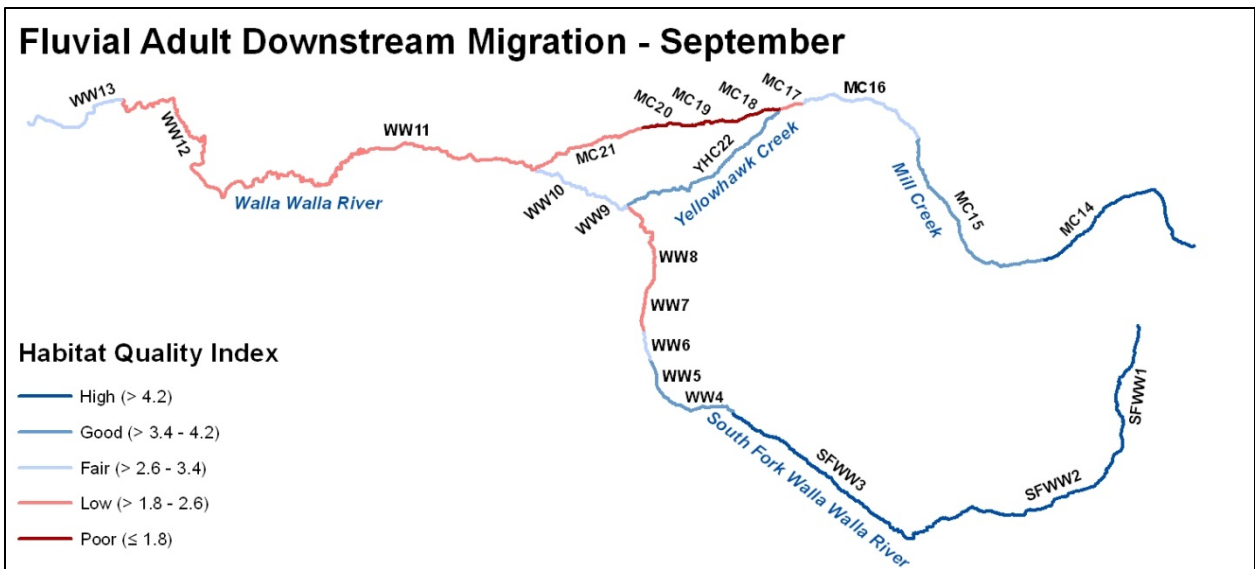 Fluvial Adult Downstream Migration - September
WW13
WW12
WW11
MC20
MC19
MC18
MC17
MC16
MC21
YHC22
Yellowhawk Creek
Mill Creek
MC15
MC14
Walla Walla River
WW10
WW9
WW8
WW7
WW6
WW5
WW4
South Fork Walla Walla River
SFWW3
SFWW2
SFWW1
Habitat Quality Index
High (> 4.2)
Good (> 3.4 - 4.2)
Fair (> 2.6 - 3.4)
Low (> 1.8 - 2.6)
Poor (≤ 1.8)